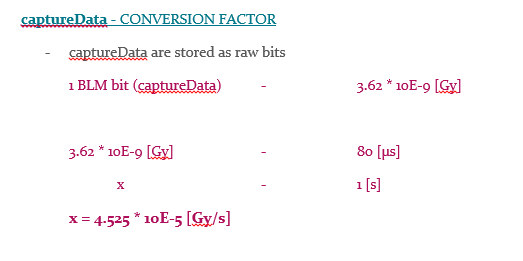 captureData - CONVERSION FACTOR
- captureData are stored as raw bits
1 BLM bit (captureData) - 3.62 * 10E-9 [Gy]
3.62 * 10E-9 [Gy] - 80 [µs]
x - 1 [s]
x = 4.525 * 10E-5 [Gy/s]